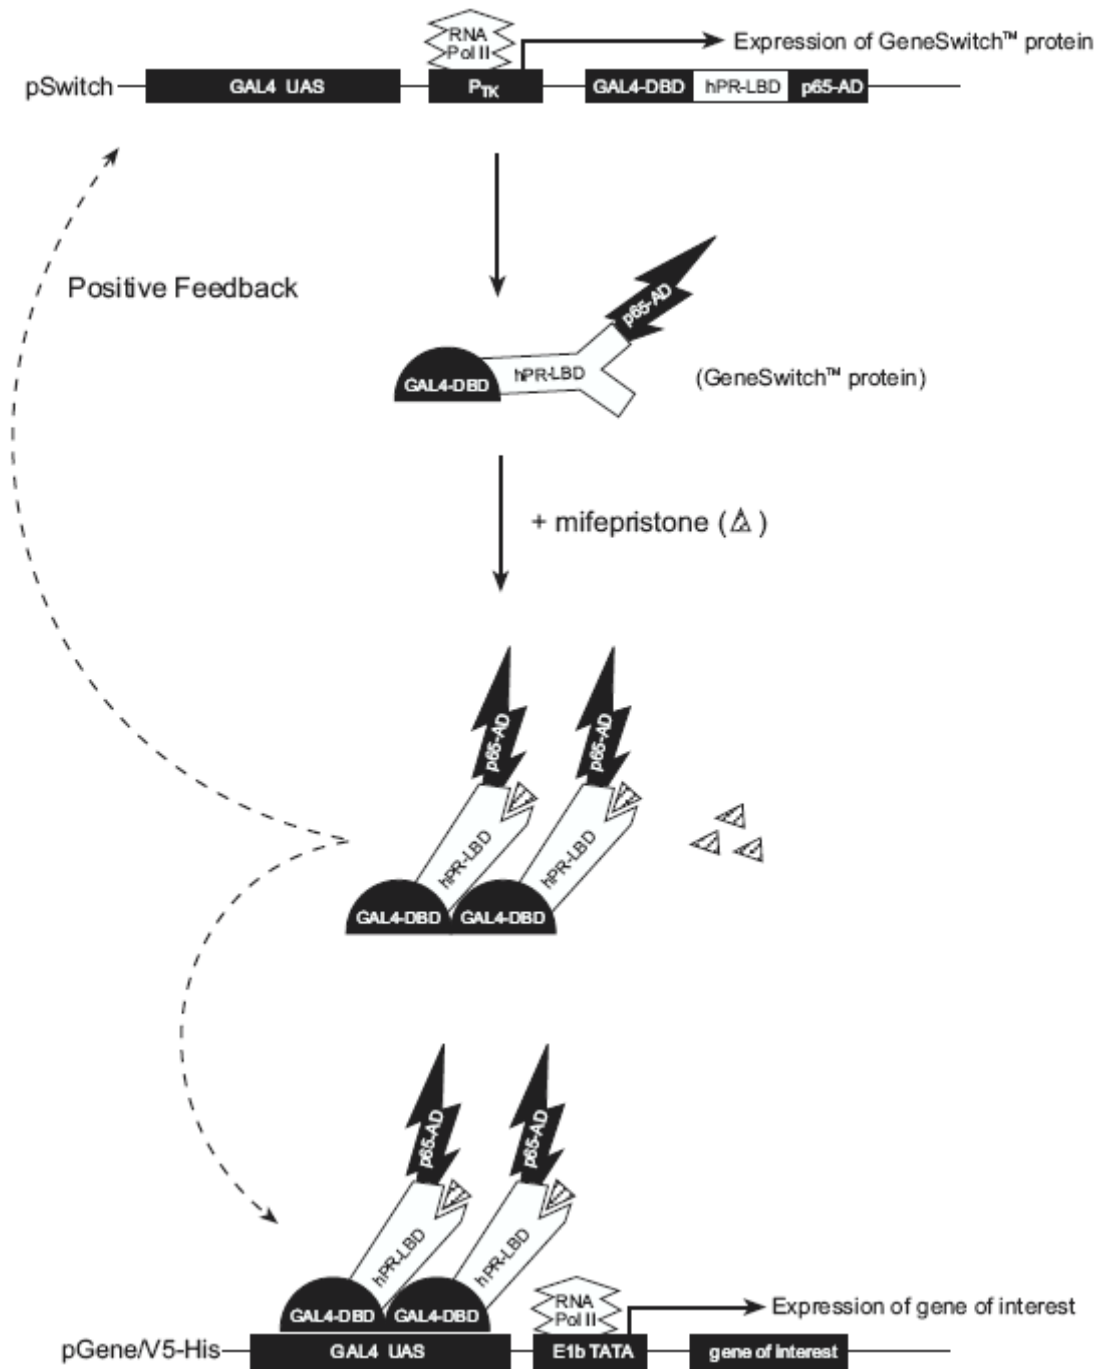 RNA
Pol II
Expression of GeneSwitch™ protein
pSwitch
GAL4 UAS
PTK
GAL4-DBD
hPR-LBD
p65-AD
Positive Feedback
p65-AD
GAL4-DBD
hPR-LBD
(GeneSwitch™ protein)
+ mifepristone ( )
p65-AD
p65-AD
hPR-LBD
hPR-LBD
GAL4-DBD
GAL4-DBD
p65-AD
p65-AD
hPR-LBD
hPR-LBD
GAL4-DBD
GAL4-DBD
RNA
Pol II
Expression of gene of interest
pGene/V5-His
GAL4 UAS
E1b TATA
gene of interest